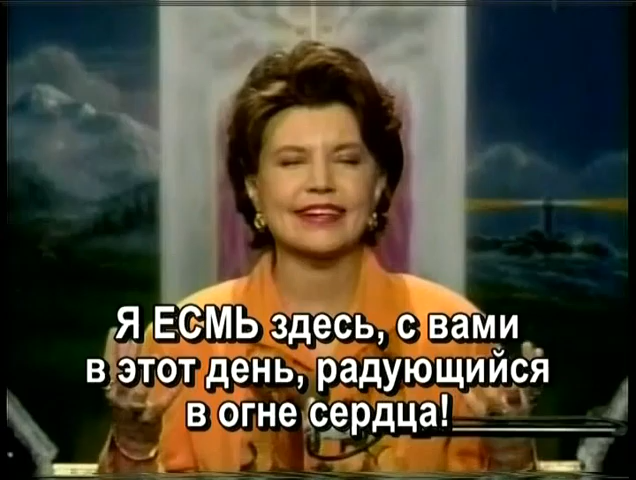 Я ЕСМЬ здесь, с вами
в этот день, радующийся
в огне сердца!